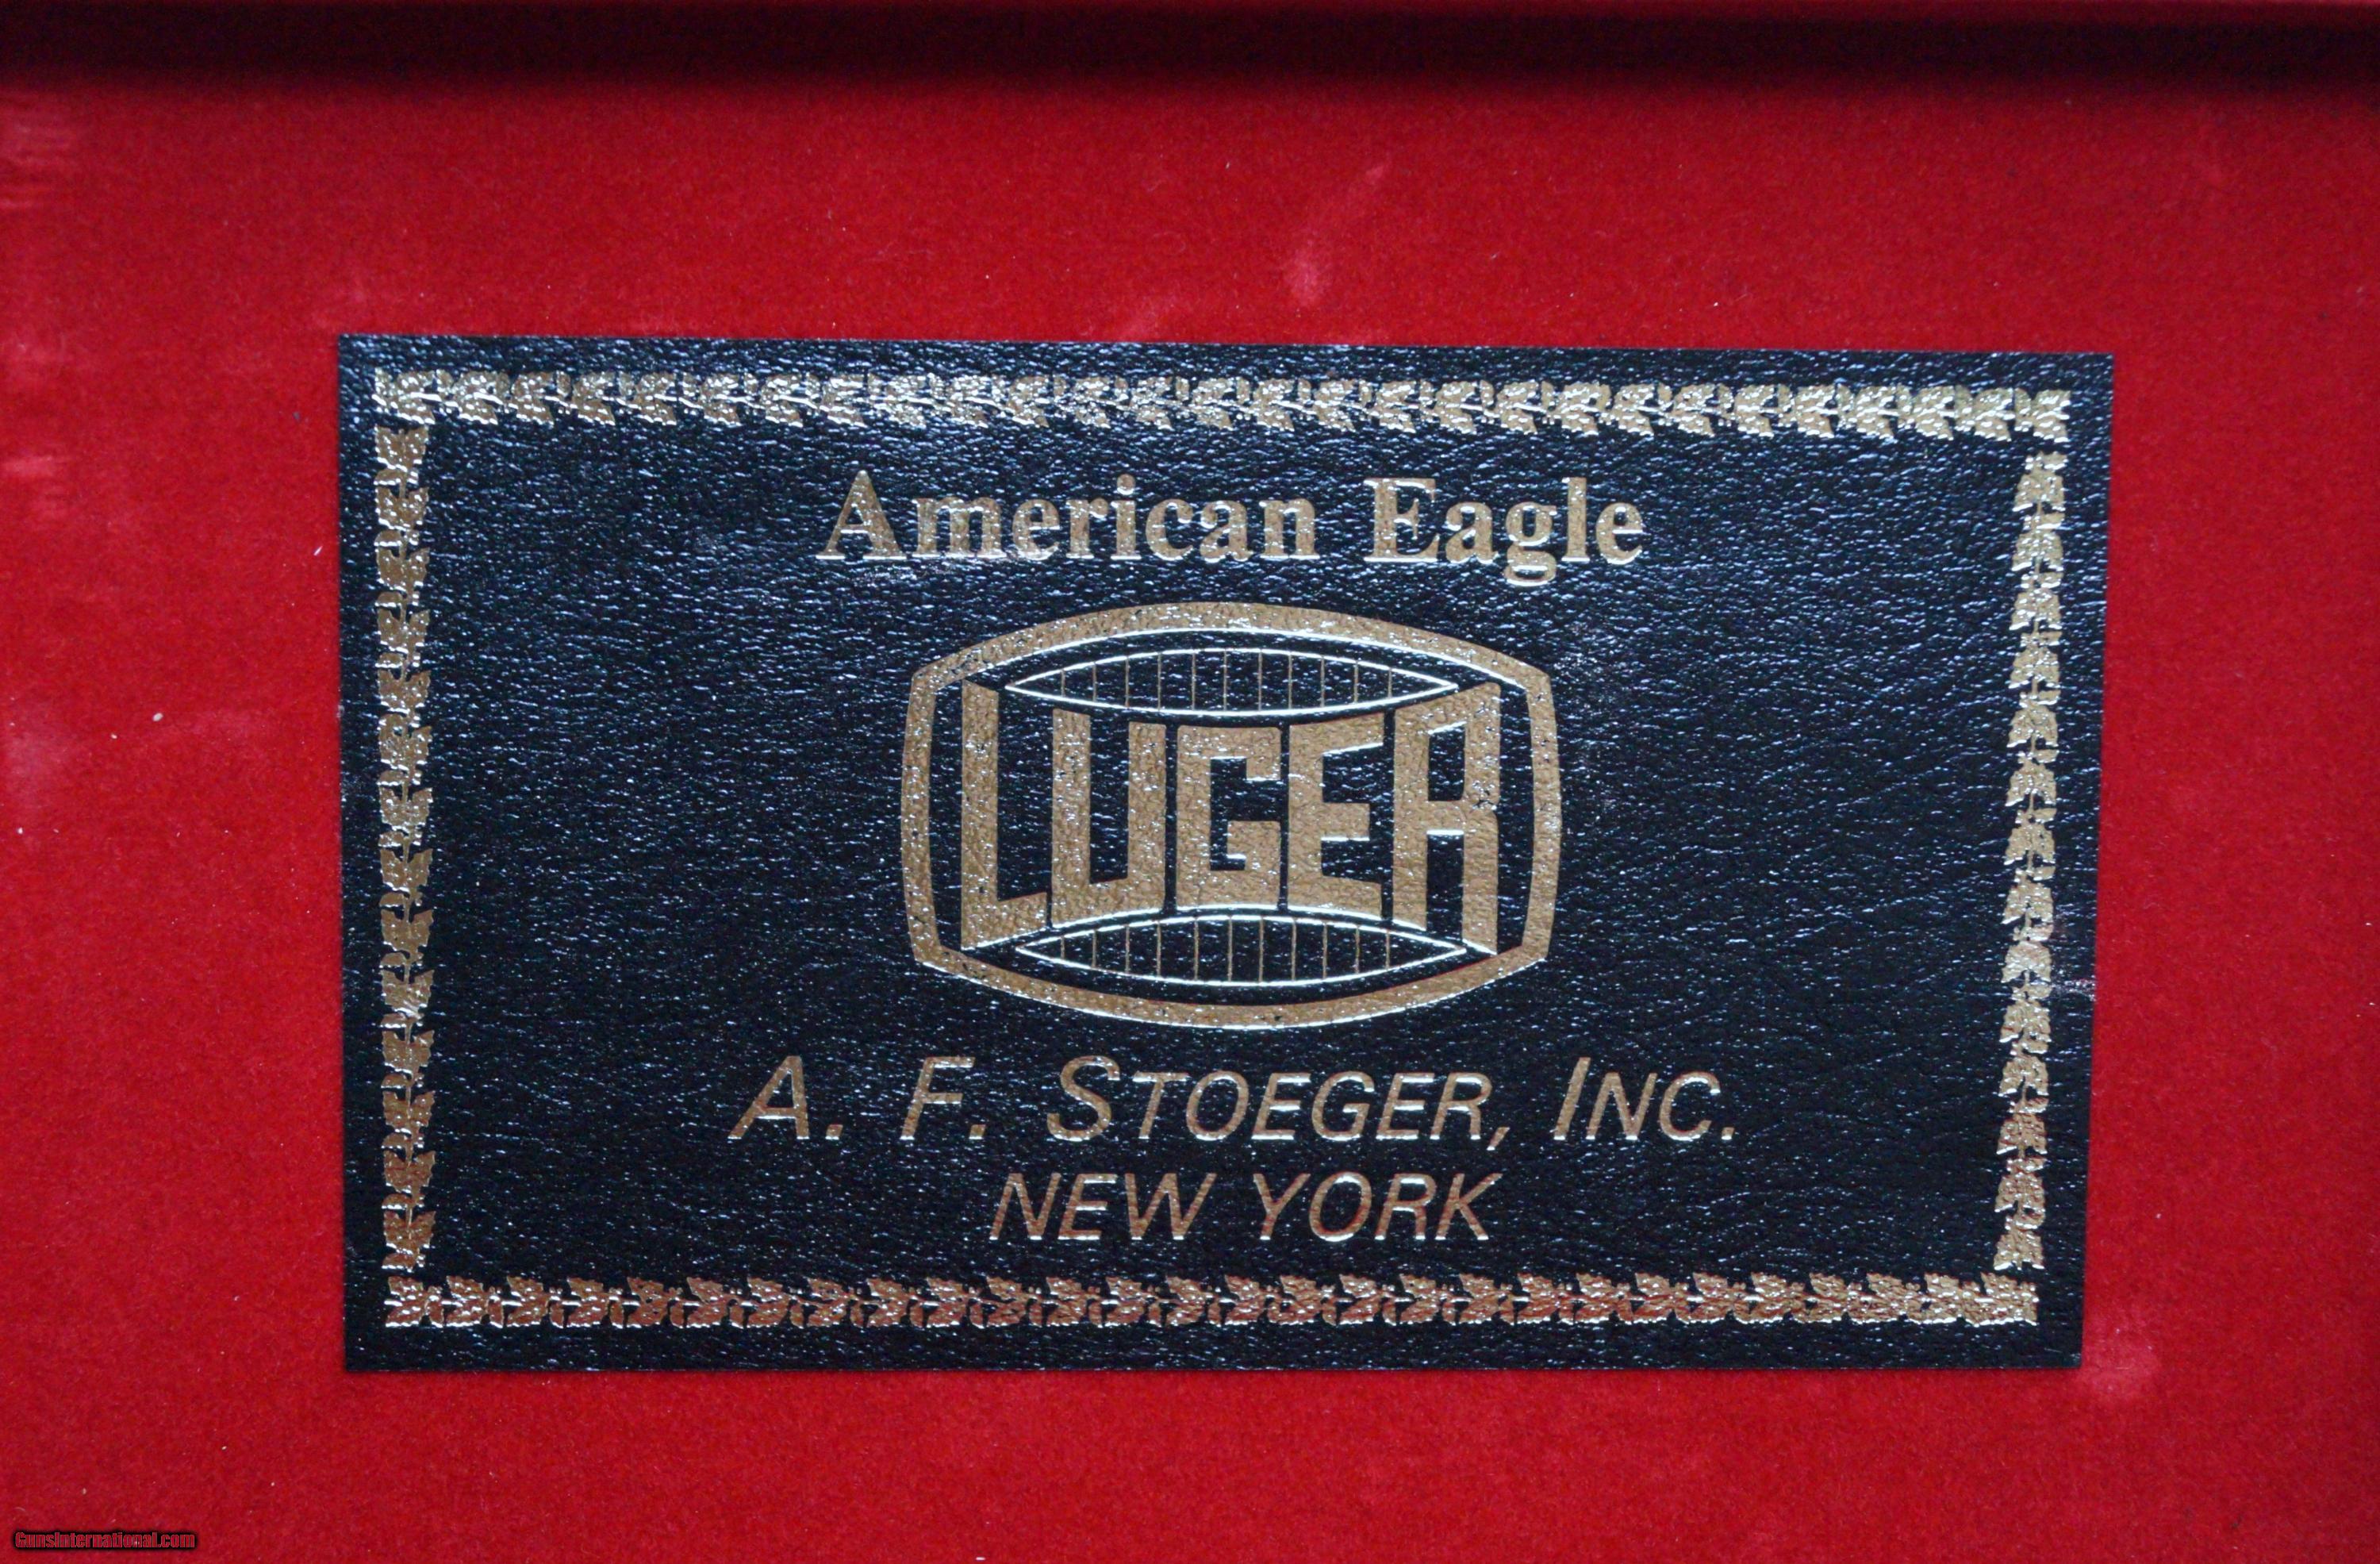 American Eagle
LUGER
A. F. STOEGER, INC.
NEW YORK
GunsInternational.com